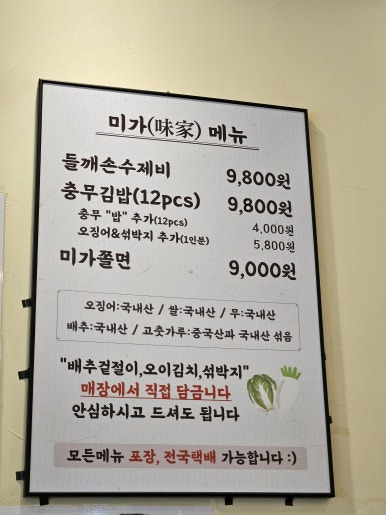 미가(味家) 메뉴
들깨손수제비 9,800원
충무김밥(12pcs) 9,800원
충무 "밥" 추가(12pcs) 4,000원
오징어&섞박지 추가(1인분) 5,800원
미가쫄면 9,000원
오징어:국내산 / 쌀:국내산 / 무:국내산
배추:국내산 / 고춧가루:중국산과 국내산 섞음
"배추겉절이,오이김치,섞박지"
매장에서 직접 담급니다
안심하시고 드셔도 됩니다
모든메뉴 포장, 전국택배 가능합니다 :)